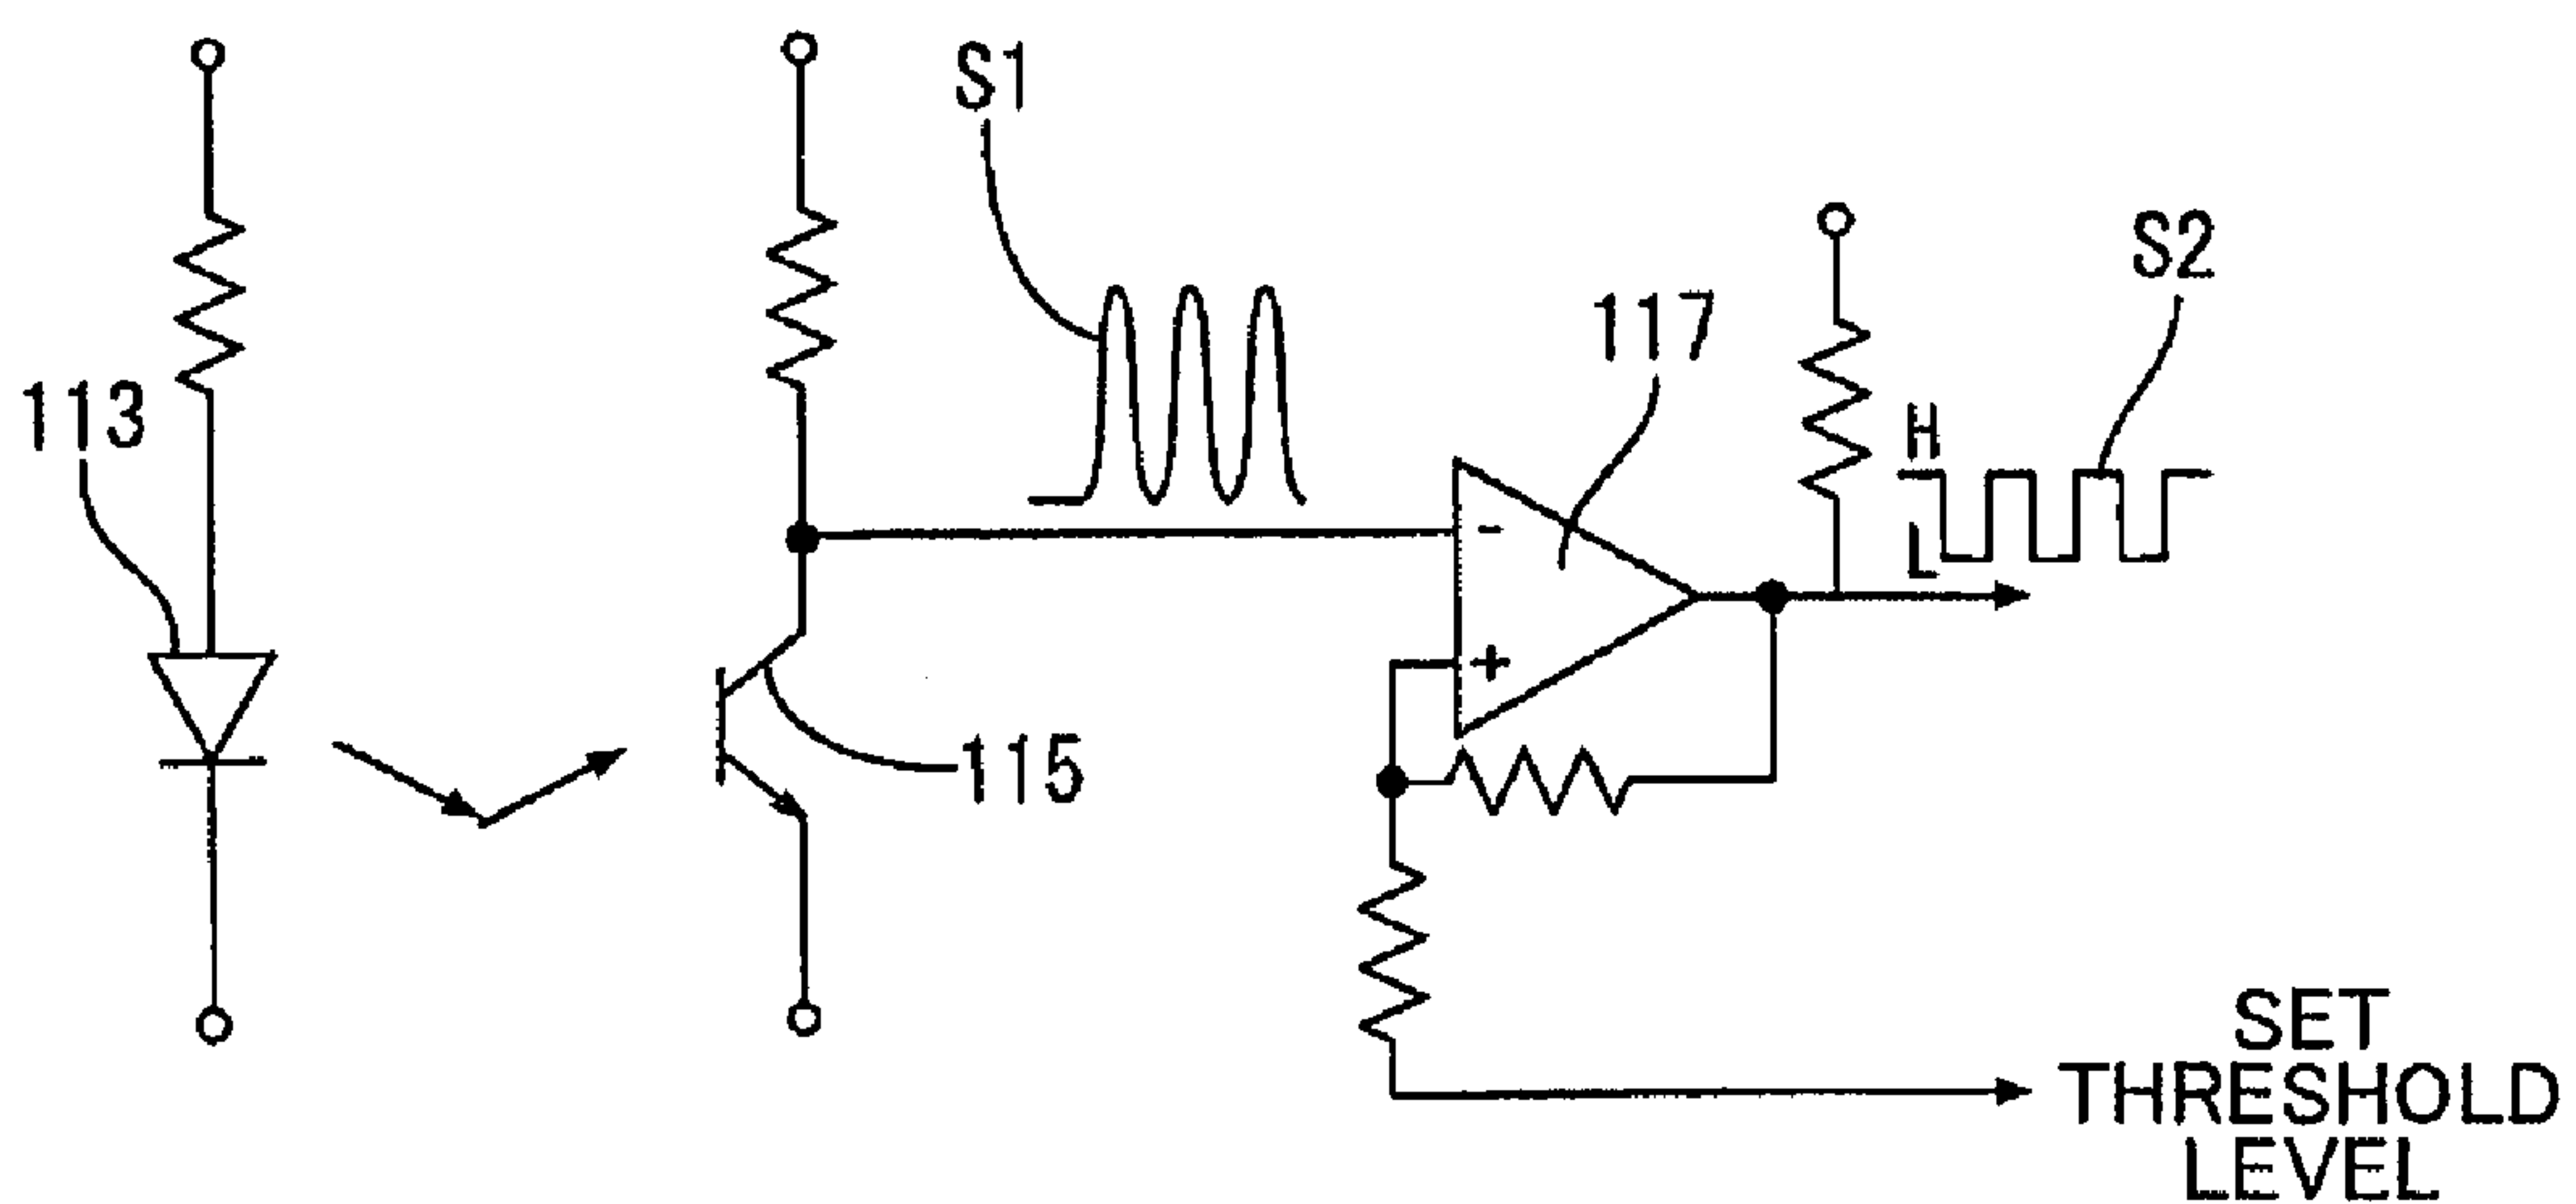 S1
S2
117
113
H
L
-
+
115
SET
THRESHOLD
LEVEL